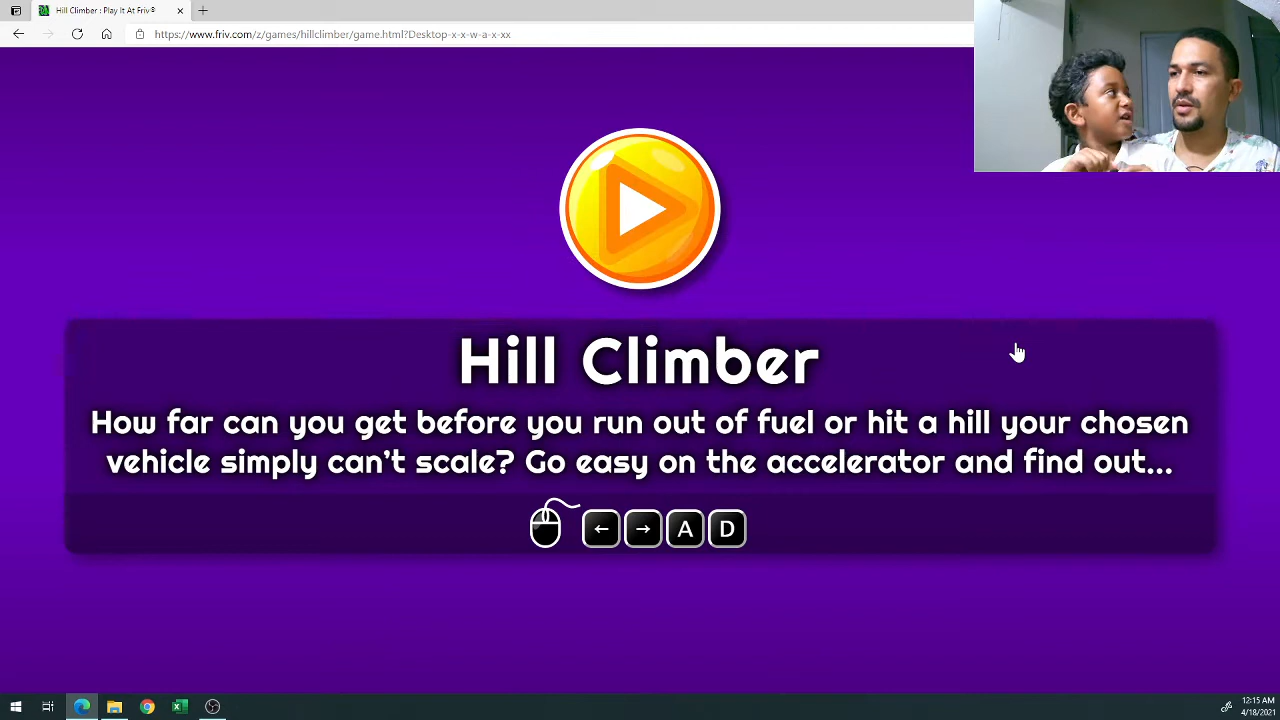 Hill Climber : Play It At Friv®
https://www.friv.com/z/games/hillclimber/game.html?Desktop-x-x-w-a-x-xx
Hill Climber
How far can you get before you run out of fuel or hit a hill your chosen
vehicle simply can't scale? Go easy on the accelerator and find out...
← → A D
12:15 AM
4/18/2021